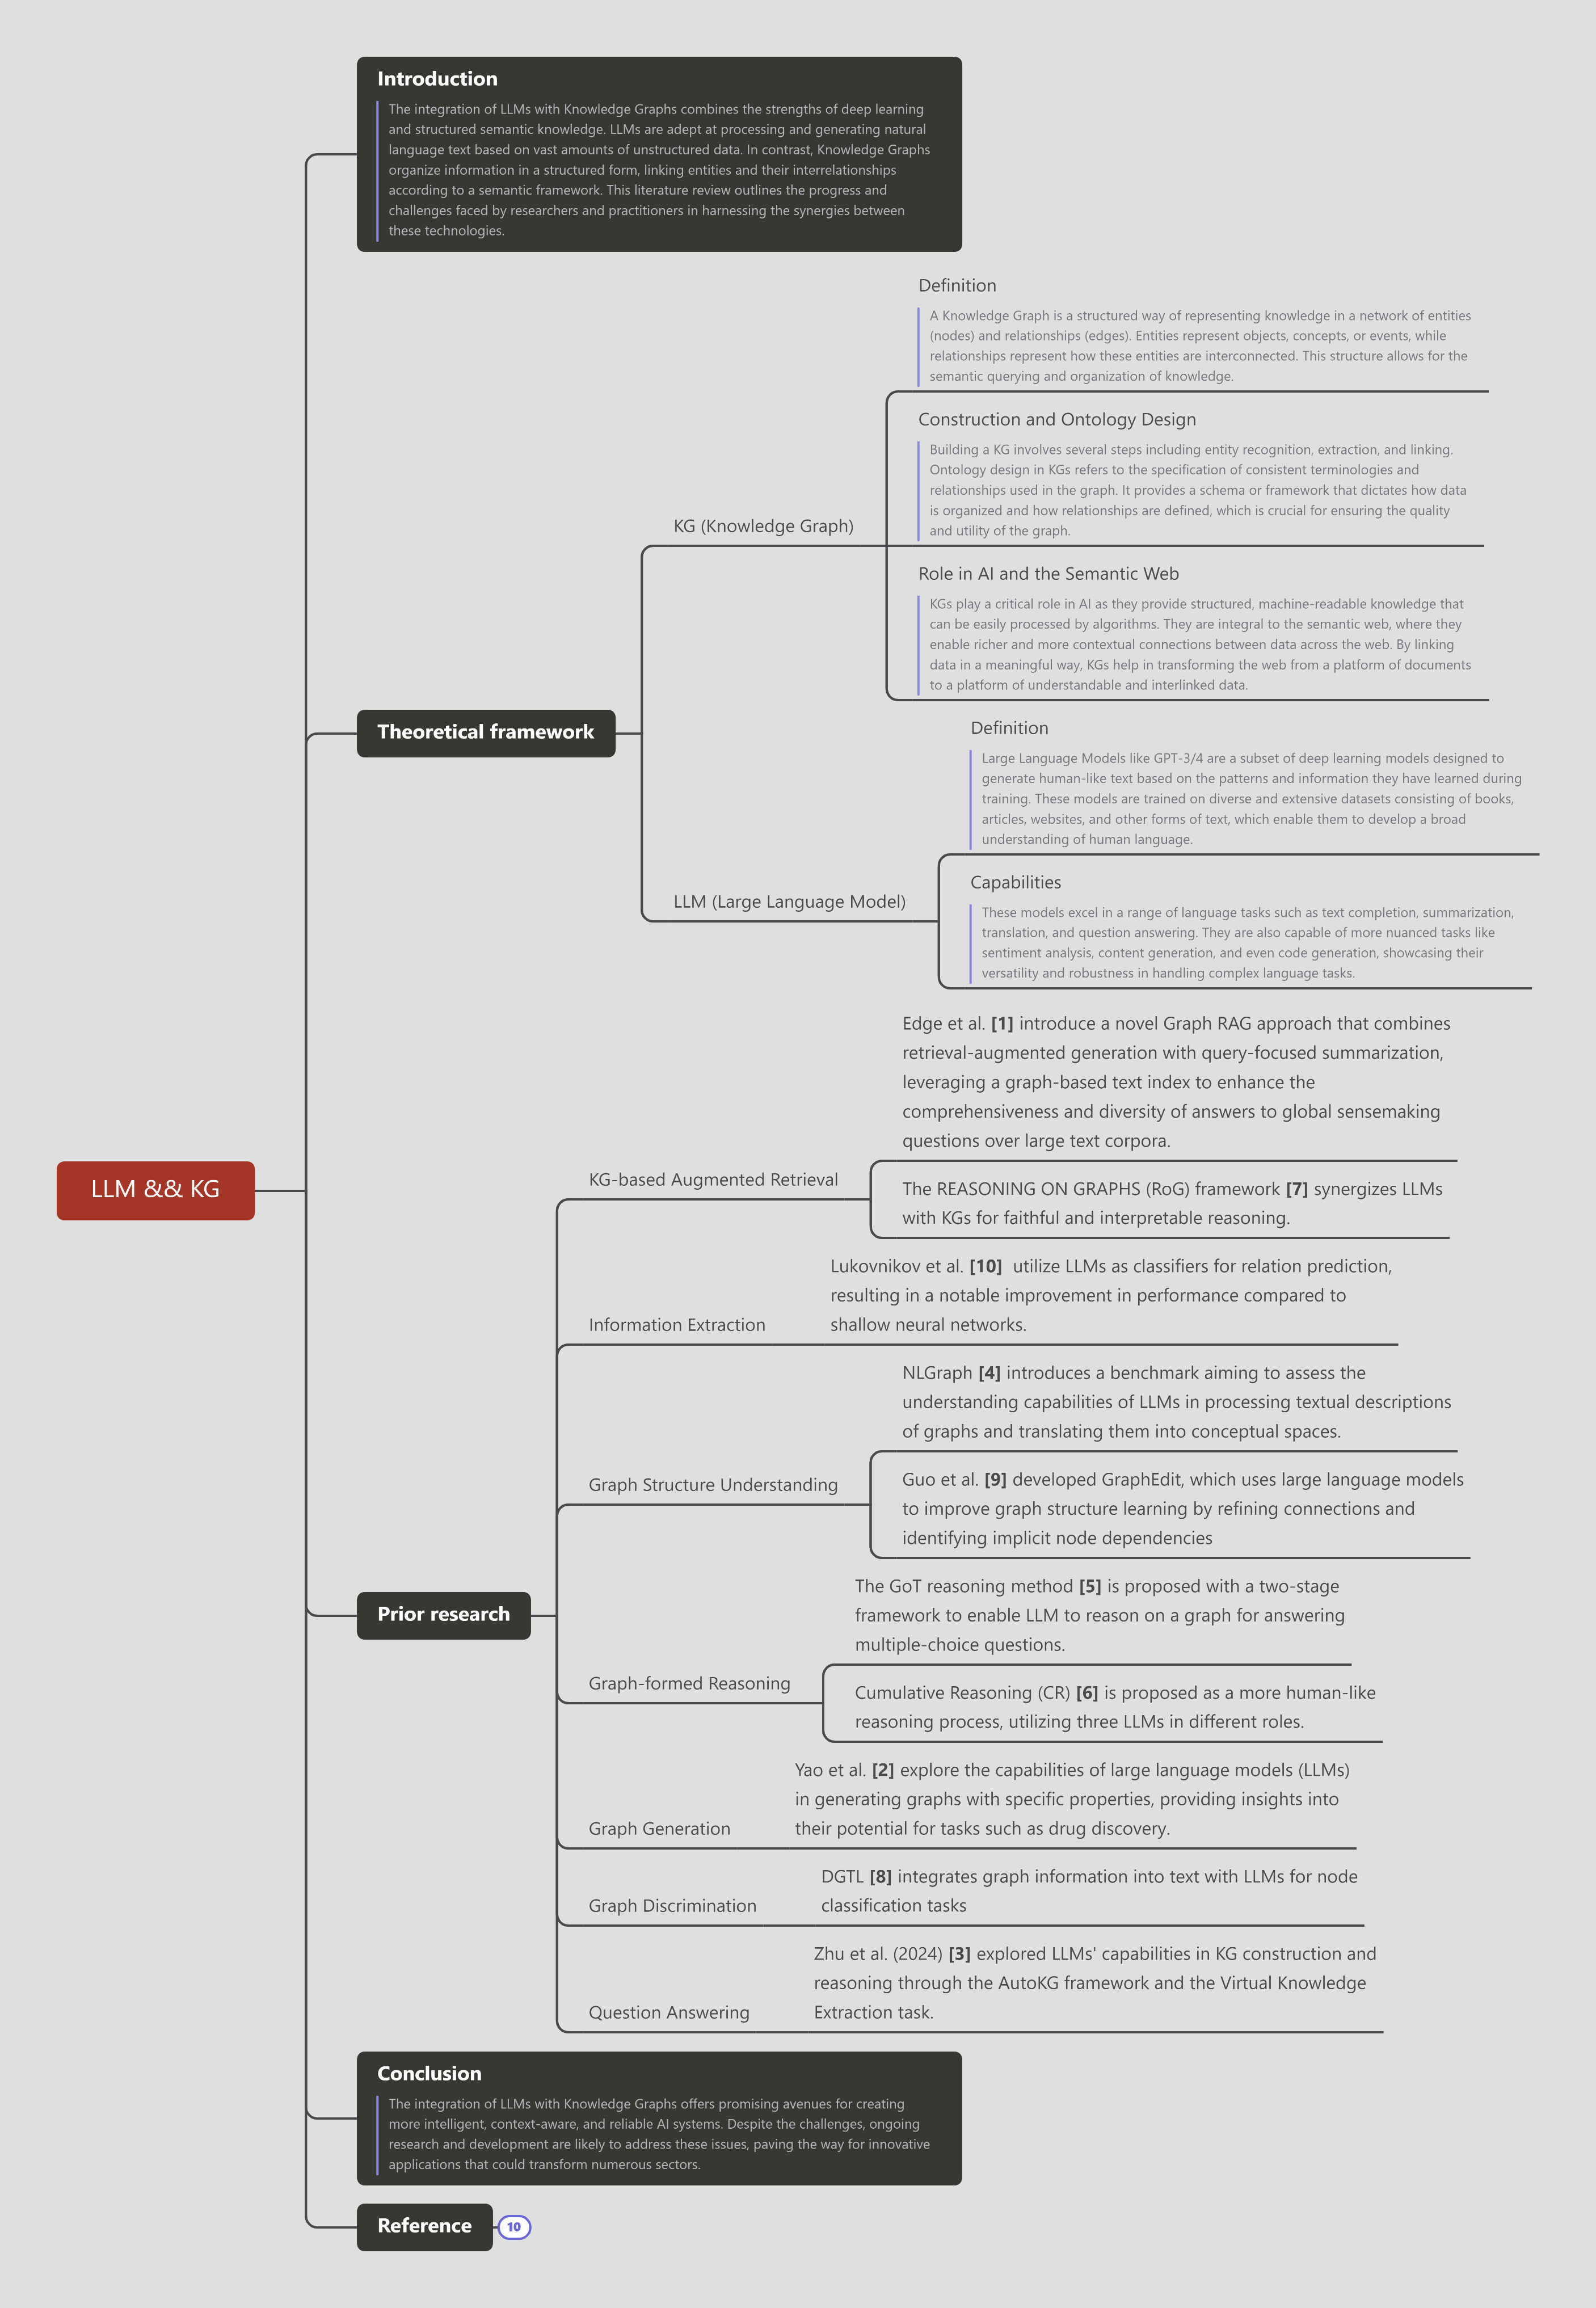 Introduction
The integration of LLMs with Knowledge Graphs combines the strengths of deep learning
and structured semantic knowledge. LLMs are adept at processing and generating natural
language text based on vast amounts of unstructured data. In contrast, Knowledge Graphs
organize information in a structured form, linking entities and their interrelationships
according to a semantic framework. This literature review outlines the progress and
challenges faced by researchers and practitioners in harnessing the synergies between
these technologies.
Definition
A Knowledge Graph is a structured way of representing knowledge in a network of entities
(nodes) and relationships (edges). Entities represent objects, concepts, or events, while
relationships represent how these entities are interconnected. This structure allows for the
semantic querying and organization of knowledge.
Construction and Ontology Design
Building a KG involves several steps including entity recognition, extraction, and linking.
Ontology design in KGs refers to the specification of consistent terminologies and
relationships used in the graph. It provides a schema or framework that dictates how data
is organized and how relationships are defined, which is crucial for ensuring the quality
and utility of the graph.
KG (Knowledge Graph)
Role in AI and the Semantic Web
KGs play a critical role in AI as they provide structured, machine-readable knowledge that
can be easily processed by algorithms. They are integral to the semantic web, where they
enable richer and more contextual connections between data across the web. By linking
data in a meaningful way, KGs help in transforming the web from a platform of documents
to a platform of understandable and interlinked data.
Theoretical framework
Definition
Large Language Models like GPT-3/4 are a subset of deep learning models designed to
generate human-like text based on the patterns and information they have learned during
training. These models are trained on diverse and extensive datasets consisting of books,
articles, websites, and other forms of text, which enable them to develop a broad
understanding of human language.
LLM (Large Language Model)
Capabilities
These models excel in a range of language tasks such as text completion, summarization,
translation, and question answering. They are also capable of more nuanced tasks like
sentiment analysis, content generation, and even code generation, showcasing their
versatility and robustness in handling complex language tasks.
LLM && KG
Edge et al. [1] introduce a novel Graph RAG approach that combines
retrieval-augmented generation with query-focused summarization,
leveraging a graph-based text index to enhance the
comprehensiveness and diversity of answers to global sensemaking
questions over large text corpora.
KG-based Augmented Retrieval
The REASONING ON GRAPHS (RoG) framework [7] synergizes LLMs
with KGs for faithful and interpretable reasoning.
Lukovnikov et al. [10]  utilize LLMs as classifiers for relation prediction,
resulting in a notable improvement in performance compared to
shallow neural networks.
Information Extraction
NLGraph [4] introduces a benchmark aiming to assess the
understanding capabilities of LLMs in processing textual descriptions
of graphs and translating them into conceptual spaces.
Graph Structure Understanding
Guo et al. [9] developed GraphEdit, which uses large language models
to improve graph structure learning by refining connections and
identifying implicit node dependencies
Prior research
The GoT reasoning method [5] is proposed with a two-stage
framework to enable LLM to reason on a graph for answering
multiple-choice questions.
Graph-formed Reasoning
Cumulative Reasoning (CR) [6] is proposed as a more human-like
reasoning process, utilizing three LLMs in different roles.
Yao et al. [2] explore the capabilities of large language models (LLMs)
in generating graphs with specific properties, providing insights into
their potential for tasks such as drug discovery.
Graph Generation
DGTL [8] integrates graph information into text with LLMs for node
classification tasks
Graph Discrimination
Zhu et al. (2024) [3] explored LLMs' capabilities in KG construction and
reasoning through the AutoKG framework and the Virtual Knowledge
Extraction task.
Question Answering
Conclusion
The integration of LLMs with Knowledge Graphs offers promising avenues for creating
more intelligent, context-aware, and reliable AI systems. Despite the challenges, ongoing
research and development are likely to address these issues, paving the way for innovative
applications that could transform numerous sectors.
Reference
10